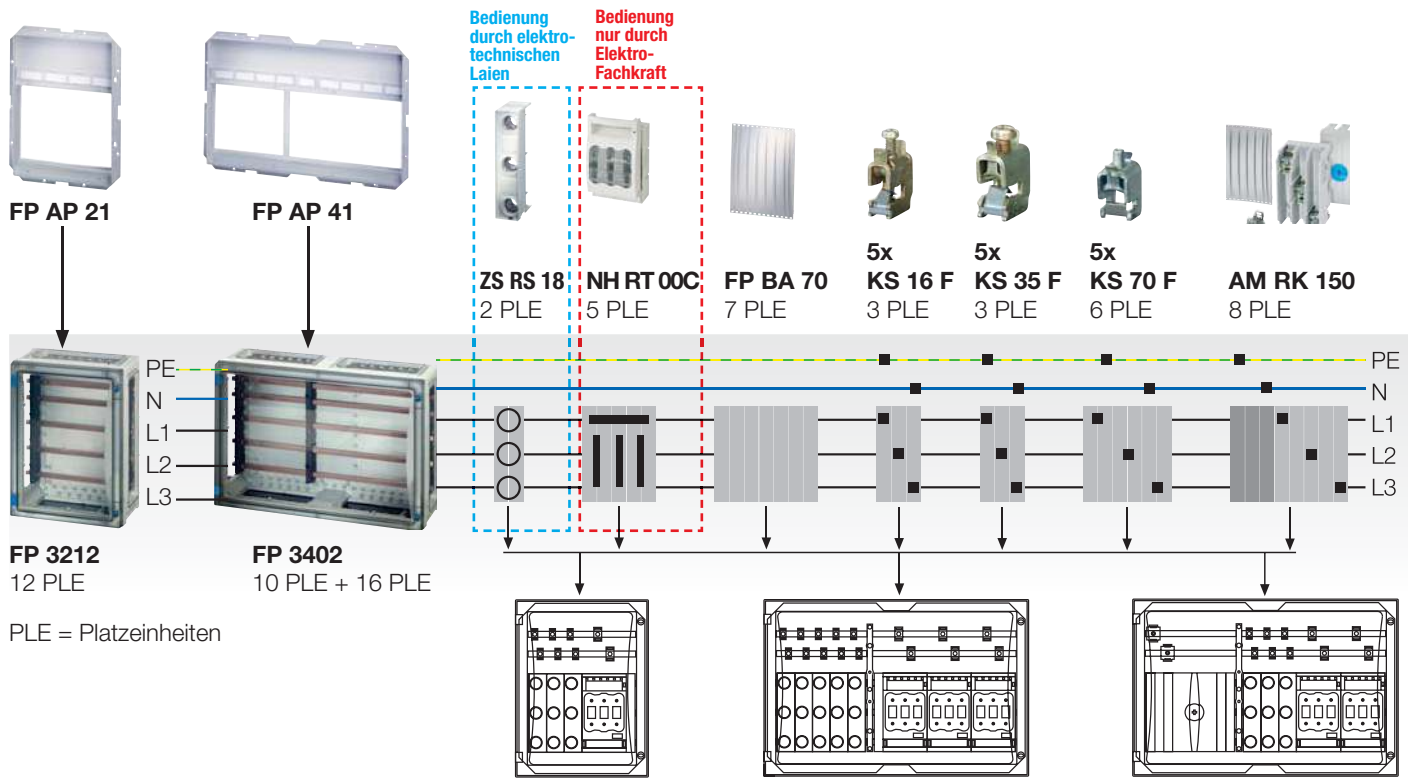 Bedienung
durch elektro-
technischen
Laien
Bedienung
nur durch
Elektro-
Fachkraft
FP AP 21
FP AP 41
ZS RS 18
2 PLE
NH RT 00C
5 PLE
FP BA 70
7 PLE
5x
KS 16 F
3 PLE
5x
KS 35 F
3 PLE
5x
KS 70 F
6 PLE
AM RK 150
8 PLE
PE
N
L1
L2
L3
PE
N
L1
L2
L3
FP 3212
12 PLE
FP 3402
10 PLE + 16 PLE
PLE = Platzeinheiten